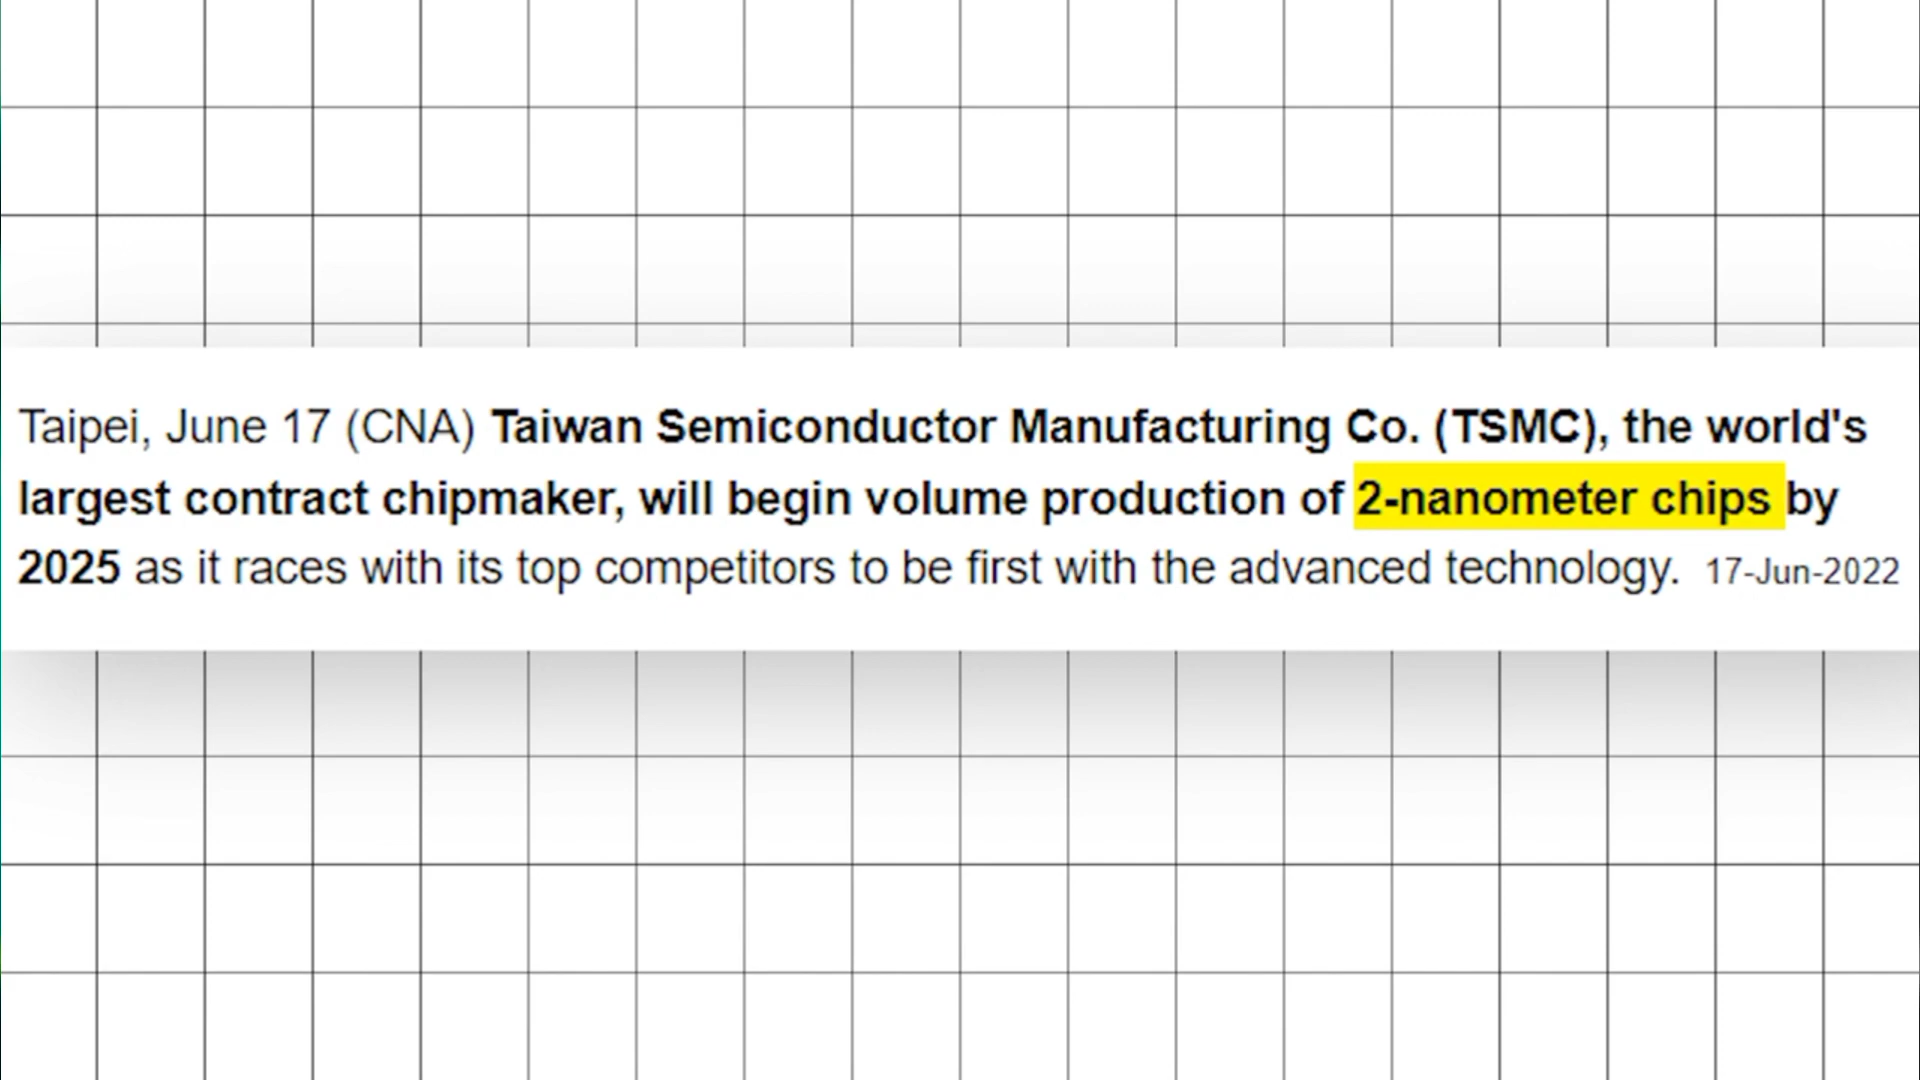 Taipei, June 17 (CNA) Taiwan Semiconductor Manufacturing Co. (TSMC), the world's
largest contract chipmaker, will begin volume production of 2-nanometer chips by
2025 as it races with its top competitors to be first with the advanced technology. 17-Jun-2022